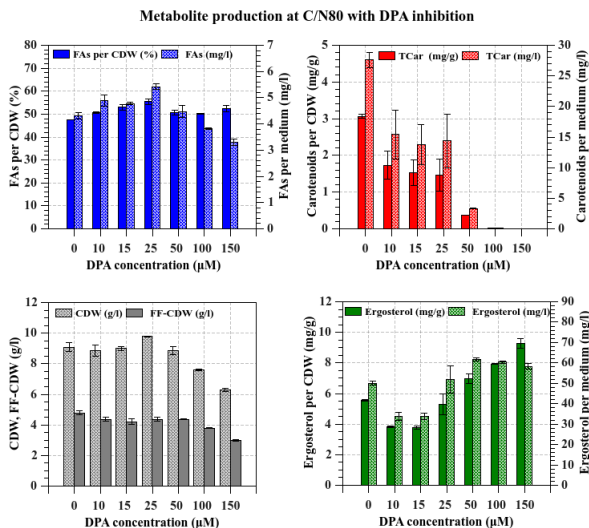 Metabolite production at C/N80 with DPA inhibition
FAs per CDW (%) FAs (mg/l)
80
70
60
50
40
30
20
10
0
7
6
5
4
3
2
1
0
FAs per CDW (%)
FAs per medium (mg/l)
0 10 15 25 50 100 150
DPA concentration (µM)
TCar (mg/g) TCar (mg/l)
5
4
3
2
1
0
30
25
20
15
10
5
0
Carotenoids per CDW (mg/g)
Carotenoids per medium (mg/l)
0 10 15 25 50 100 150
DPA concentration (µM)
CDW (g/l) FF-CDW (g/l)
12
10
8
6
4
2
0
CDW, FF-CDW (g/l)
0 10 15 25 50 100 150
DPA concentration (µM)
Ergosterol (mg/g) Ergosterol (mg/l)
12
10
8
6
4
2
0
90
80
70
60
50
40
30
20
10
0
Ergosterol per CDW (mg/g)
Ergosterol per medium (mg/l)
0 10 15 25 50 100 150
DPA concentration (µM)